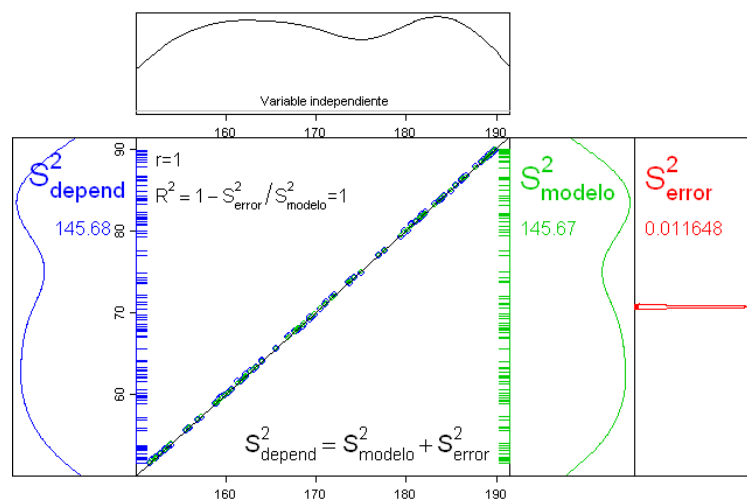 Variable independiente
160 170 180 190
90
80
70
60
S²depend
145.68
r=1
R² = 1 − S²error / S²modelo = 1
S²modelo
145.67
S²error
0.011648
S²depend = S²modelo + S²error
160 170 180 190